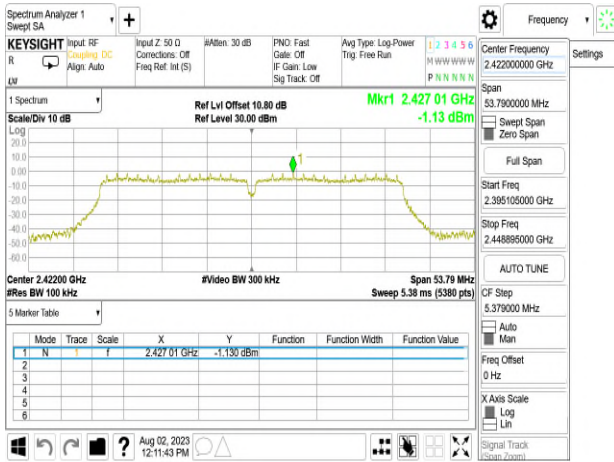 Spectrum Analyzer 1
Swept SA
+
Frequency
KEYSIGHT
R
Input: RF
Coupling: DC
Align: Auto
Input Z: 50 Ω
Corrections: Off
Freq Ref: Int (S)
#Atten: 30 dB
PNO: Fast
Gate: Off
IF Gain: Low
Sig Track: Off
Avg Type: Log-Power
Trig: Free Run
1 2 3 4 5 6
M W W W W W
P N N N N N
Settings
1 Spectrum
Scale/Div 10 dB
Ref Lvl Offset 10.80 dB
Ref Level 30.00 dBm
Mkr1 2.427 01 GHz
-1.13 dBm
Log
20.0
10.0
0.00
-10.0
-20.0
-30.0
-40.0
-50.0
-60.0
1
Center 2.42200 GHz
#Res BW 100 kHz
#Video BW 300 kHz
Span 53.79 MHz
Sweep 5.38 ms (5380 pts)
5 Marker Table
Mode Trace Scale X Y Function Function Width Function Value
1 N 1 f 2.427 01 GHz -1.130 dBm
2
3
4
5
6
Aug 02, 2023
12:11:43 PM
?
Center Frequency
2.422000000 GHz
Span
53.7900000 MHz
Swept Span
Zero Span
Full Span
Start Freq
2.395105000 GHz
Stop Freq
2.448895000 GHz
AUTO TUNE
CF Step
5.379000 MHz
Auto
Man
Freq Offset
0 Hz
X Axis Scale
Log
Lin
Signal Track
(Span Zoom)